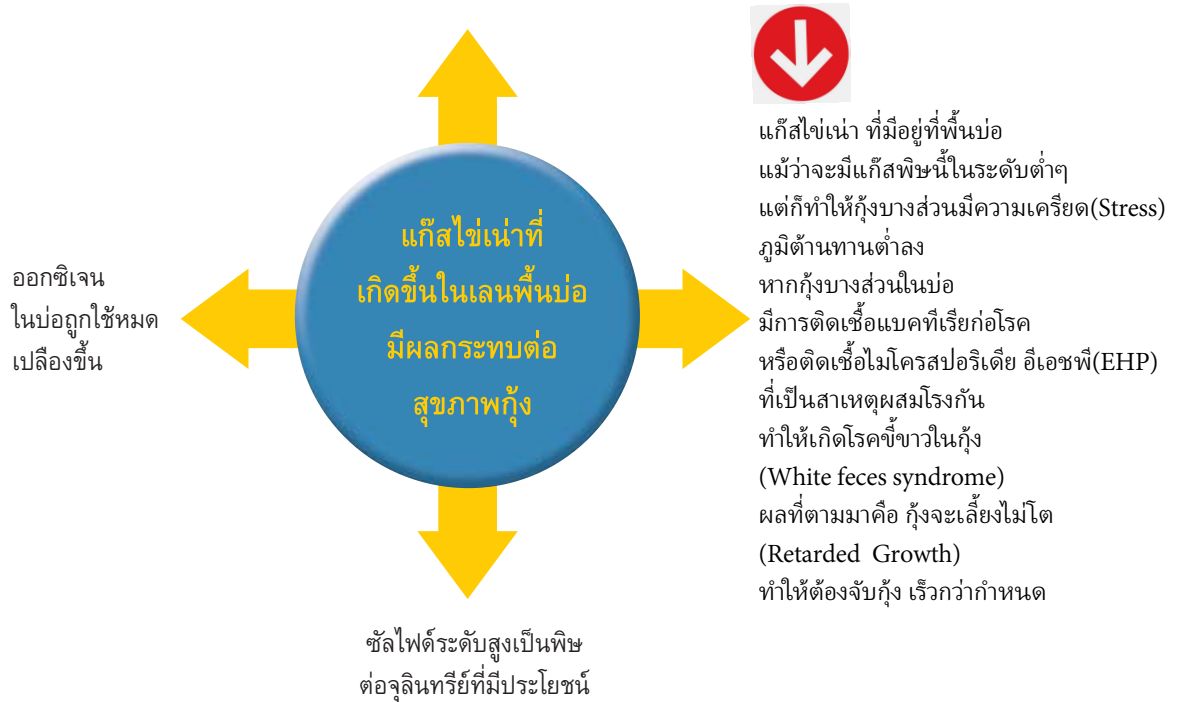 แก๊สไข่เน่าที่
เกิดขึ้นในเลนพื้นบ่อ
มีผลกระทบต่อ
สุขภาพกุ้ง
ออกซิเจน
ในบ่อถูกใช้หมด
เปลืองขึ้น
แก๊สไข่เน่า ที่มีอยู่ที่พื้นบ่อ
แม้ว่าจะมีแก๊สพิษนี้ในระดับต่ำๆ
แต่ก็ทำให้กุ้งบางส่วนมีความเครียด(Stress)
ภูมิต้านทานต่ำลง
หากกุ้งบางส่วนในบ่อ
มีการติดเชื้อแบคทีเรียก่อโรค
หรือติดเชื้อไมโครสปอริเดีย อีเอชพี(EHP)
ที่เป็นสาเหตุผสมโรงกัน
ทำให้เกิดโรคขี้ขาวในกุ้ง
(White feces syndrome)
ผลที่ตามมาคือ กุ้งจะเลี้ยงไม่โต
(Retarded Growth)
ทำให้ต้องจับกุ้ง เร็วกว่ากำหนด
ซัลไฟด์ระดับสูงเป็นพิษ
ต่อจุลินทรีย์ที่มีประโยชน์